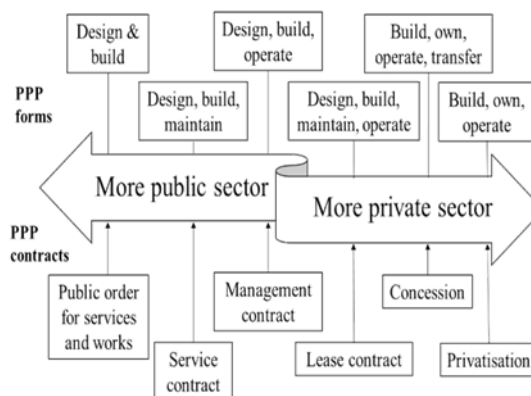 Design &
build
Design, build,
operate
Build, own,
operate, transfer
PPP
forms
Design, build,
maintain
Design, build,
maintain, operate
Build, own,
operate
More public sector
More private sector
PPP
contracts
Public order
for services
and works
Management
contract
Concession
Service
contract
Lease contract
Privatisation